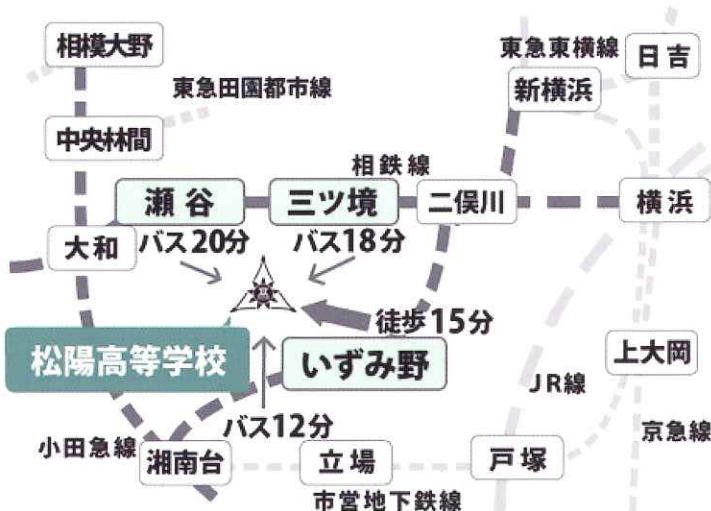 相模大野
東急東横線
日吉
東急田園都市線
新横浜
中央林間
相鉄線
瀬谷
三ツ境
二俣川
横浜
大和
バス20分
バス18分
徒歩15分
松陽高等学校
いずみ野
上大岡
JR線
バス12分
京急線
小田急線
湘南台
立場
戸塚
市営地下鉄線